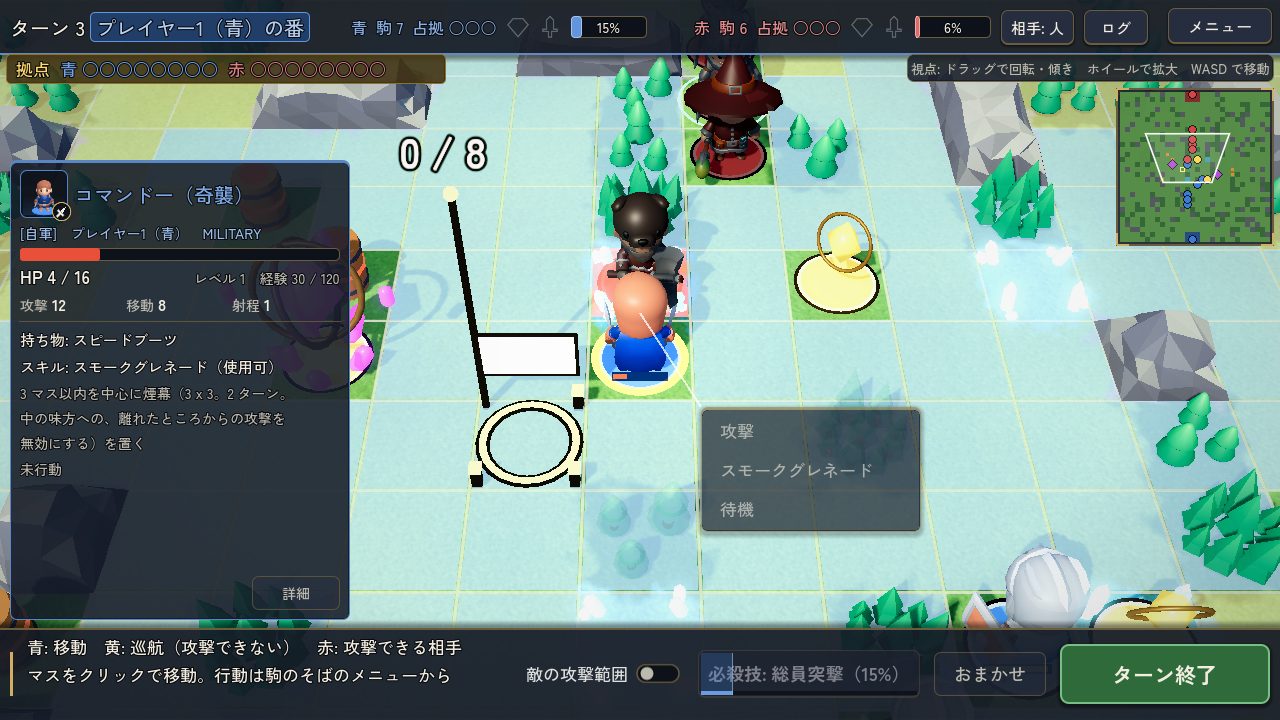 ターン 3 プレイヤー1（青）の番 青 駒 7 占拠 〇〇〇 15% 赤 駒 6 占拠 〇〇〇 6% 相手: 人 ログ メニュー
拠点 青 〇〇〇〇〇〇〇〇 赤 〇〇〇〇〇〇〇〇
視点: ドラッグで回転・傾き ホイールで拡大 WASD で移動
0 / 8
コマンドー（奇襲）
[自軍] プレイヤー1（青） MILITARY
HP 4 / 16 レベル 1 経験 30 / 120
攻撃 12 移動 8 射程 1
持ち物: スピードブーツ
スキル: スモークグレネード（使用可）
3 マス以内を中心に煙幕（3 x 3。2 ターン。
中の味方への、離れたところからの攻撃を
無効にする）を置く
未行動
詳細
攻撃
スモークグレネード
待機
青: 移動 黄: 巡航（攻撃できない） 赤: 攻撃できる相手
マスをクリックで移動。行動は駒のそばのメニューから
敵の攻撃範囲
必殺技: 総員突撃（15%）
おまかせ
ターン終了